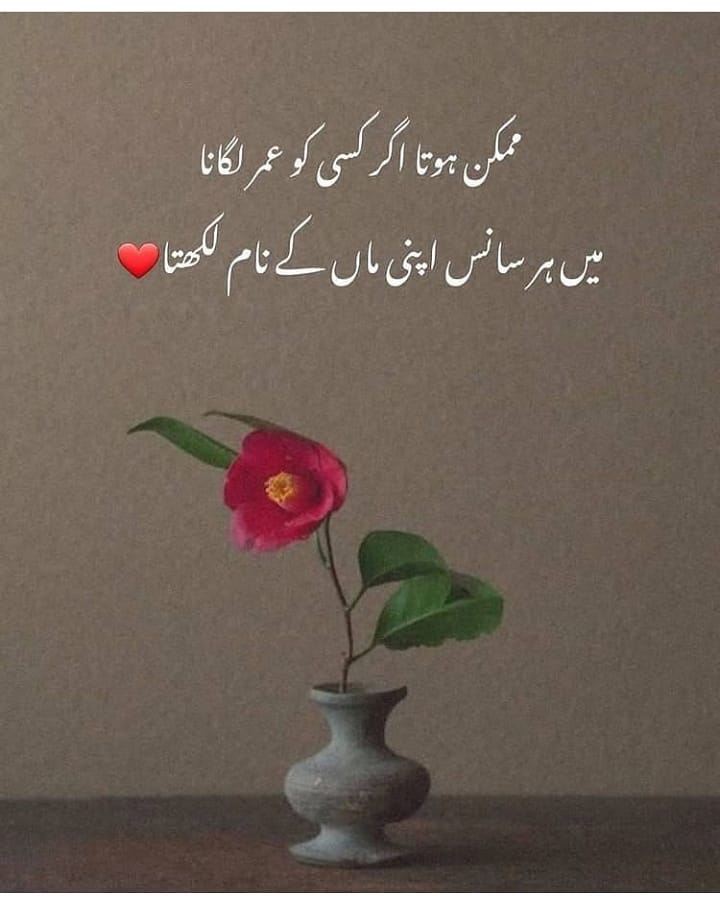 ممکن ہوتا اگر کسی کو عمر لگانا
میں ہر سانس اپنی ماں کے نام لکھتا❤️